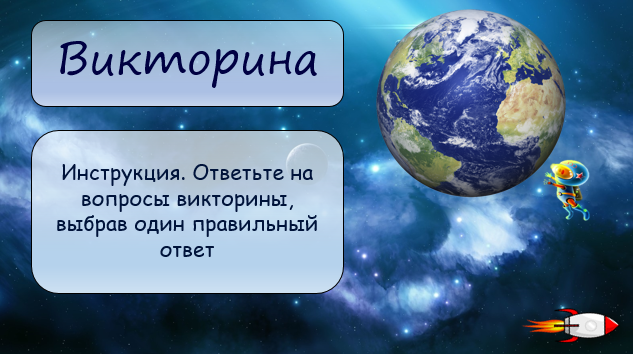 Викторина
Инструкция. Ответьте на
вопросы викторины,
выбрав один правильный
ответ